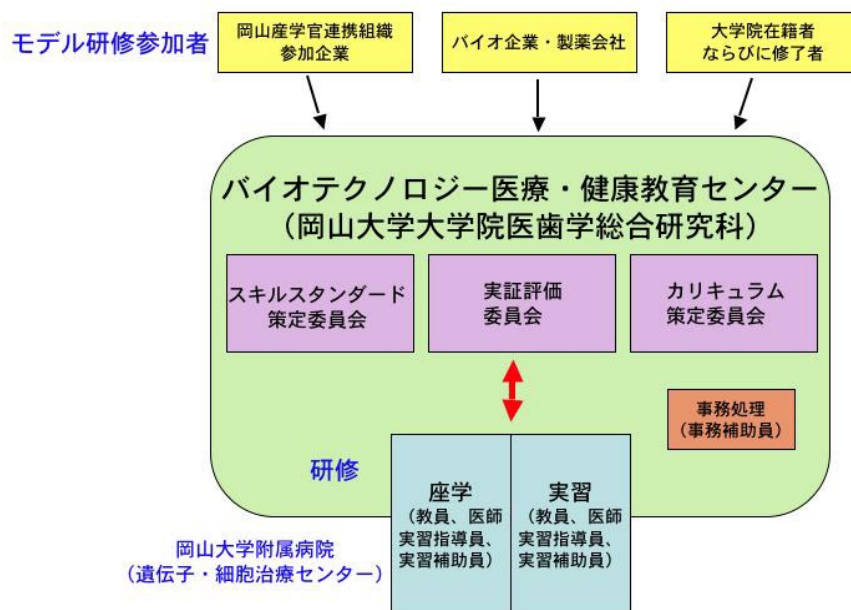 モデル研修参加者
岡山産学官連携組織
参加企業
バイオ企業・製薬会社
大学院在籍者
ならびに修了者
バイオテクノロジー医療・健康教育センター
（岡山大学大学院医歯学総合研究科）
スキルスタンダード
策定委員会
実証評価
委員会
カリキュラム
策定委員会
事務処理
（事務補助員）
研修
座学
（教員、医師
実習指導員、
実習補助員）
実習
（教員、医師
実習指導員、
実習補助員）
岡山大学附属病院
（遺伝子・細胞治療センター）